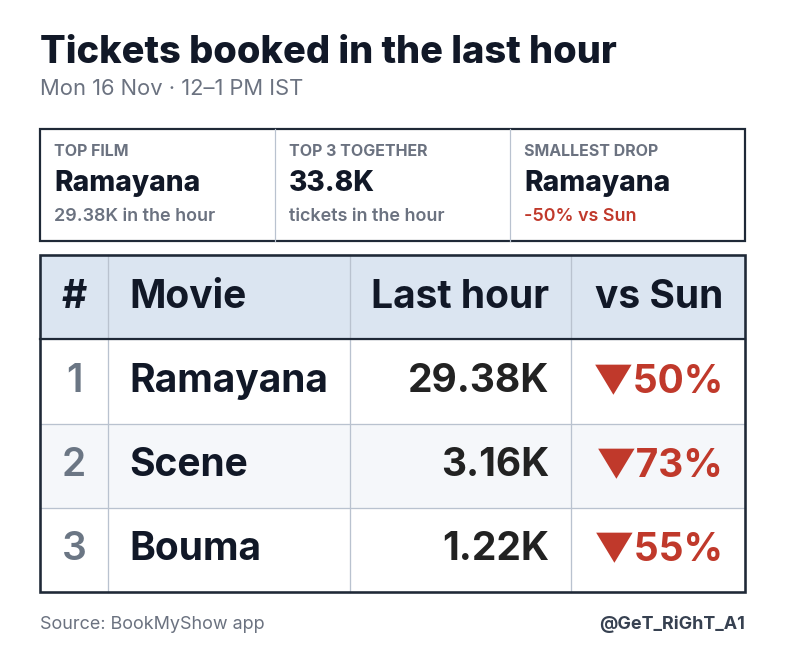 Tickets booked in the last hour
Mon 16 Nov · 12–1 PM IST
TOP FILM
Ramayana
29.38K in the hour
TOP 3 TOGETHER
33.8K
tickets in the hour
SMALLEST DROP
Ramayana
-50% vs Sun
# Movie Last hour vs Sun
1 Ramayana 29.38K ▼50%
2 Scene 3.16K ▼73%
3 Bouma 1.22K ▼55%
Source: BookMyShow app
@GeT_RiGhT_A1